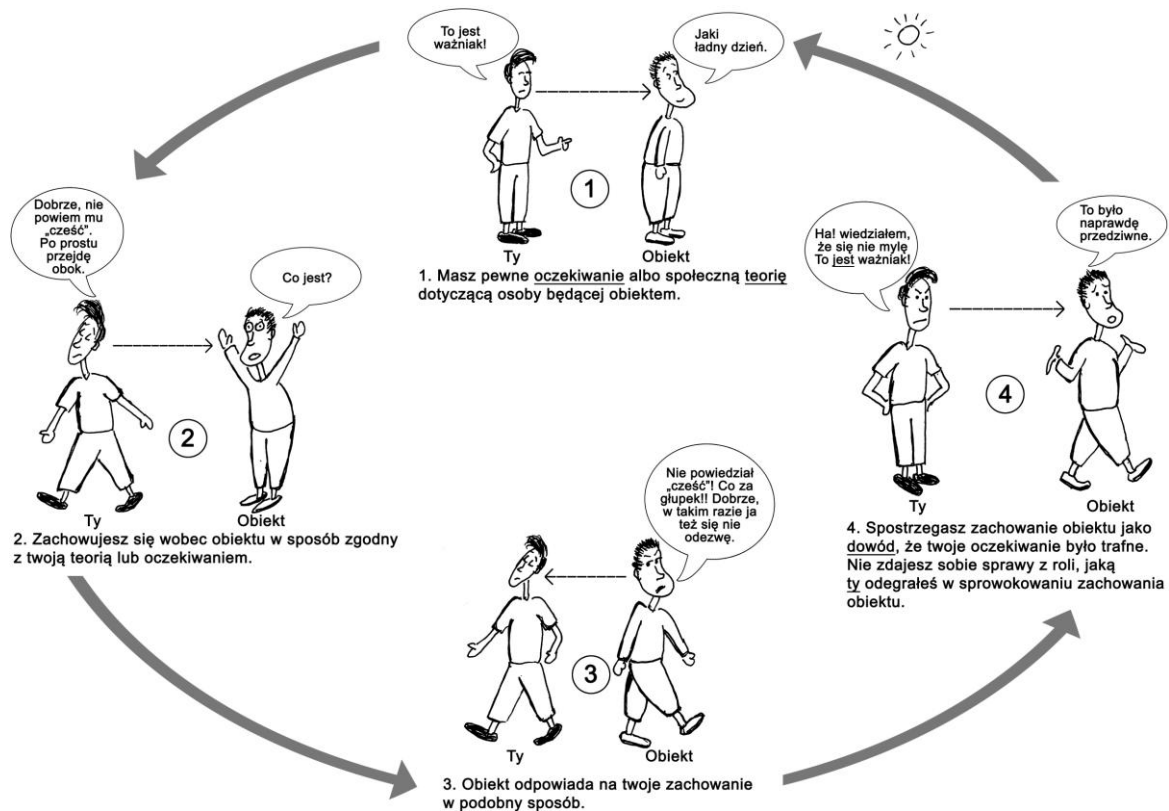 To jest
ważniak!
Jaki
ładny dzień.
1
Ty
Obiekt
1. Masz pewne oczekiwanie albo społeczną teorię
dotyczącą osoby będącej obiektem.
Dobrze, nie
powiem mu
„cześć”.
Po prostu
przejdę
obok.
Co jest?
2
Ty
Obiekt
2. Zachowujesz się wobec obiektu w sposób zgodny
z twoją teorią lub oczekiwaniem.
Nie powiedział
„cześć”! Co za
głupek!! Dobrze,
w takim razie ja
też się nie
odezwę.
3
Ty
Obiekt
3. Obiekt odpowiada na twoje zachowanie
w podobny sposób.
Ha! wiedziałem,
że się nie mylę
To jest ważniak!
To było
naprawdę
przedziwne.
4
Ty
Obiekt
4. Spostrzegasz zachowanie obiektu jako
dowód, że twoje oczekiwanie było trafne.
Nie zdajesz sobie sprawy z roli, jaką
ty odegrałeś w sprowokowaniu zachowania
obiektu.